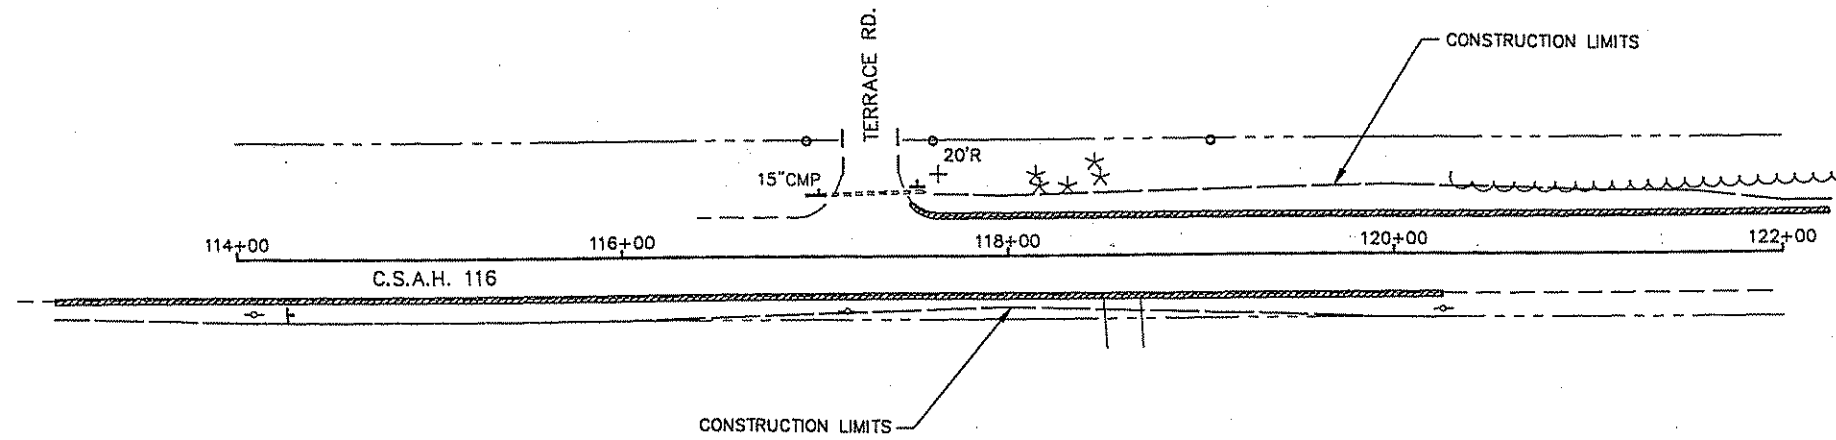 TERRACE RD.
CONSTRUCTION LIMITS
20'R
15"CMP
114+00
116+00
118+00
120+00
122+00
C.S.A.H. 116
CONSTRUCTION LIMITS